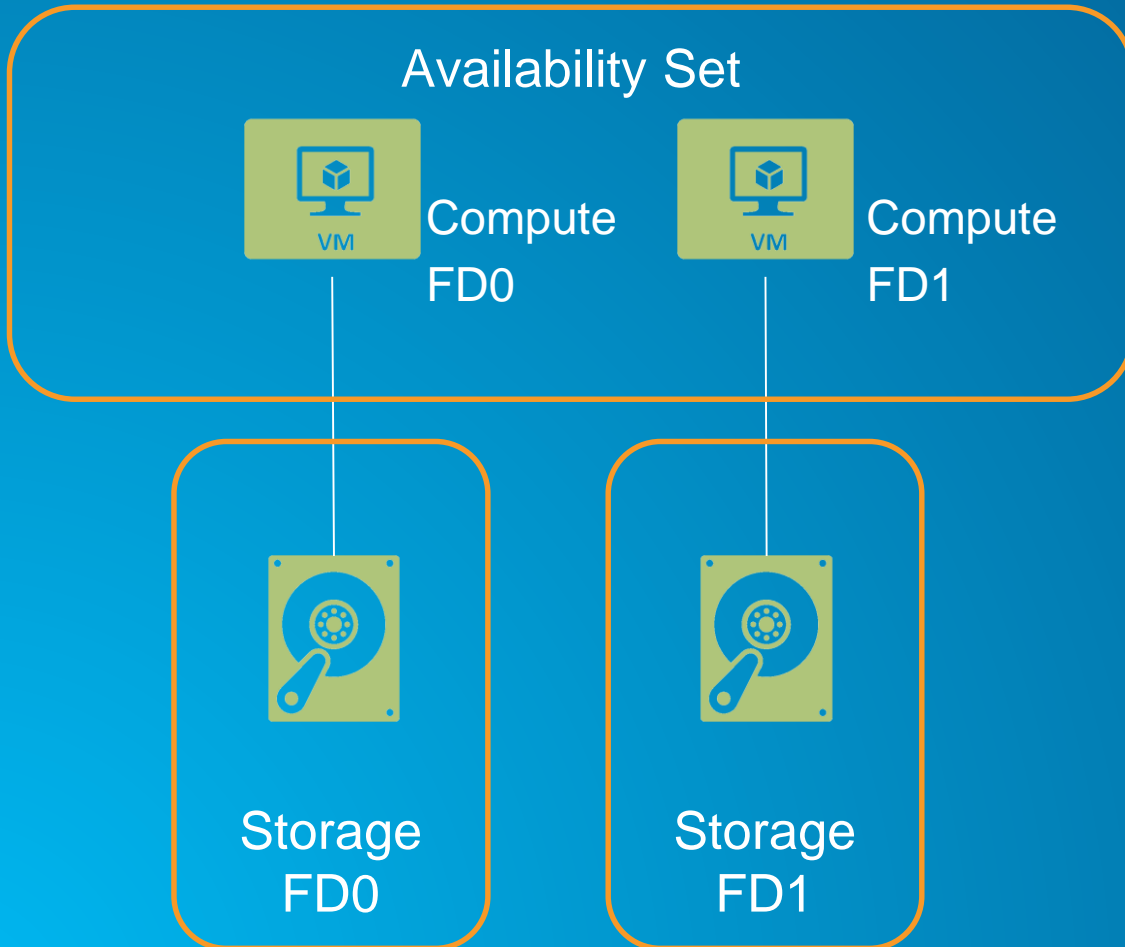 Availability Set
VM
Compute
FD0
VM
Compute
FD1
Storage
FD0
Storage
FD1